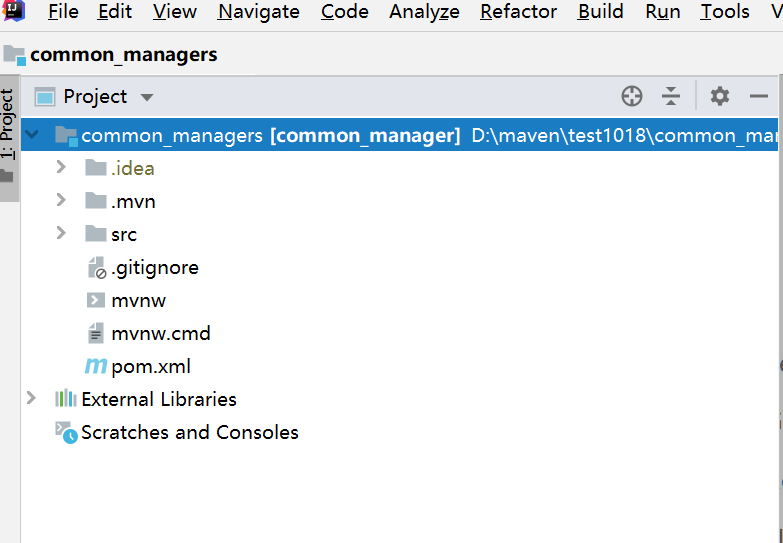 File Edit View Navigate Code Analyze Refactor Build Run Tools
common_managers
Project
1: Project
common_managers [common_manager] D:\maven\test1018\common_ma
.idea
.mvn
src
.gitignore
mvnw
mvnw.cmd
pom.xml
External Libraries
Scratches and Consoles